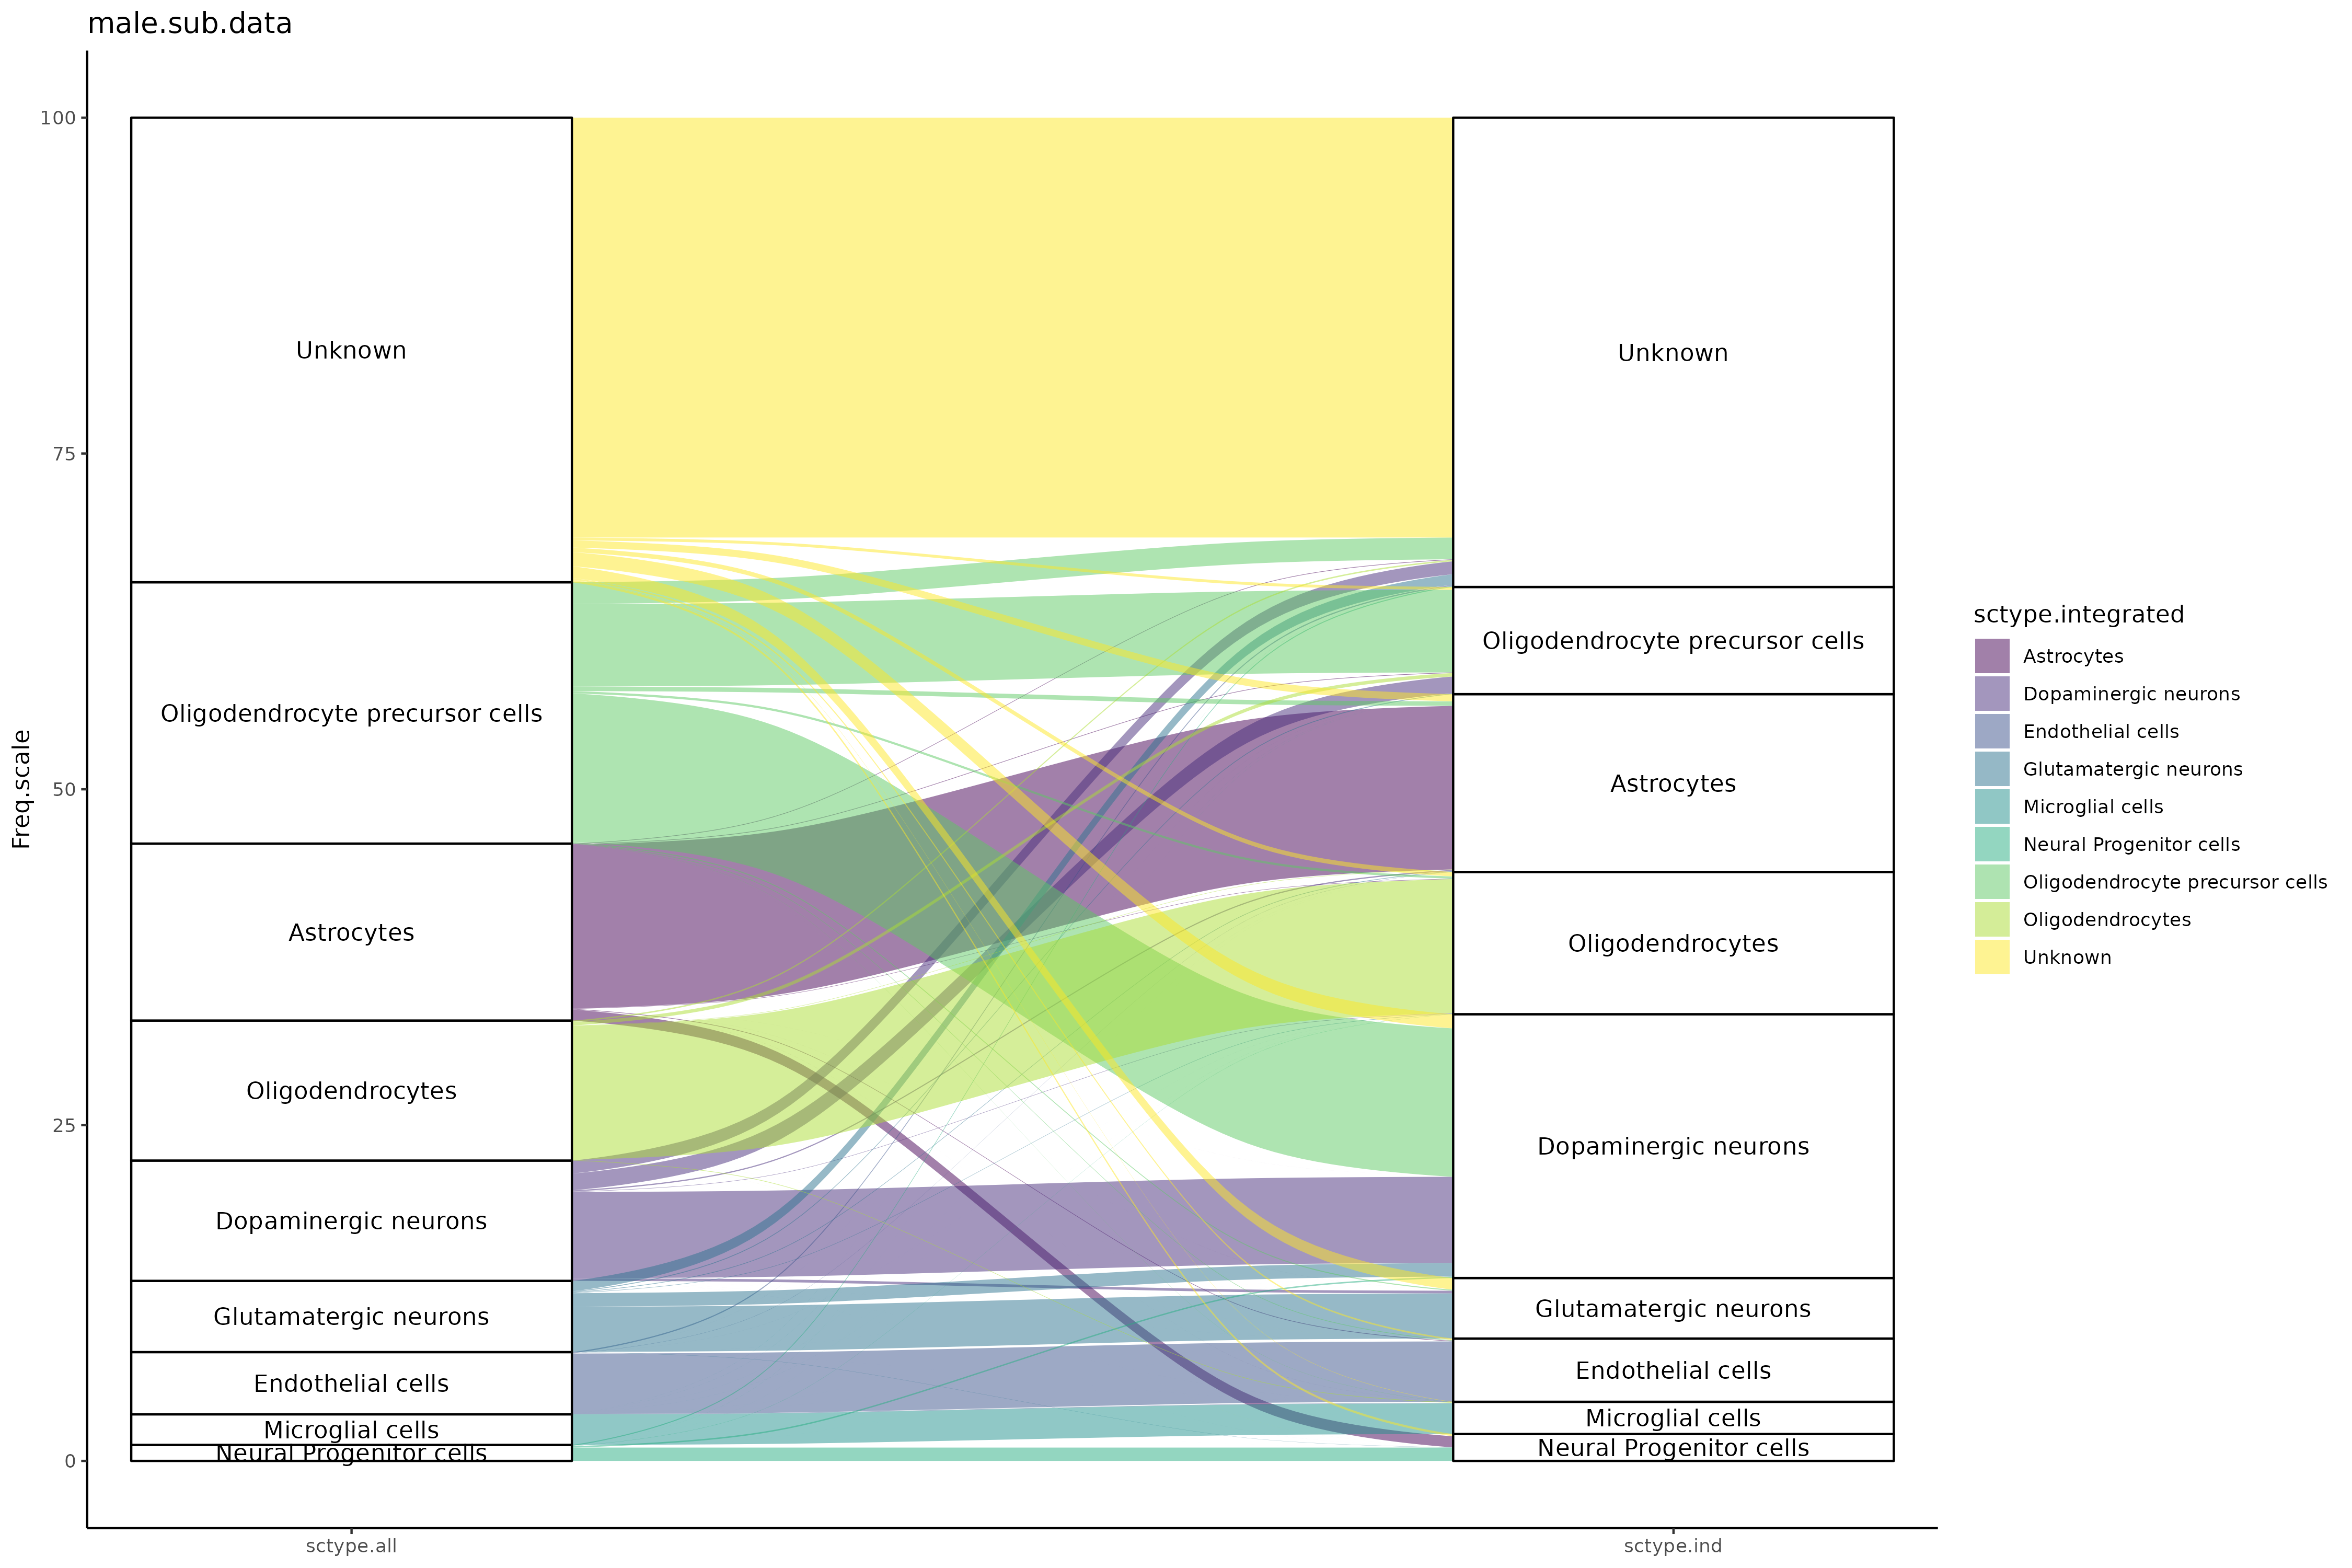 male.sub.data
100
75
50
25
0
Freq.scale
Unknown
Oligodendrocyte precursor cells
Astrocytes
Oligodendrocytes
Dopaminergic neurons
Glutamatergic neurons
Endothelial cells
Microglial cells
Neural Progenitor cells
Unknown
Oligodendrocyte precursor cells
Astrocytes
Oligodendrocytes
Dopaminergic neurons
Glutamatergic neurons
Endothelial cells
Microglial cells
Neural Progenitor cells
sctype.all
sctype.ind
sctype.integrated
Astrocytes
Dopaminergic neurons
Endothelial cells
Glutamatergic neurons
Microglial cells
Neural Progenitor cells
Oligodendrocyte precursor cells
Oligodendrocytes
Unknown